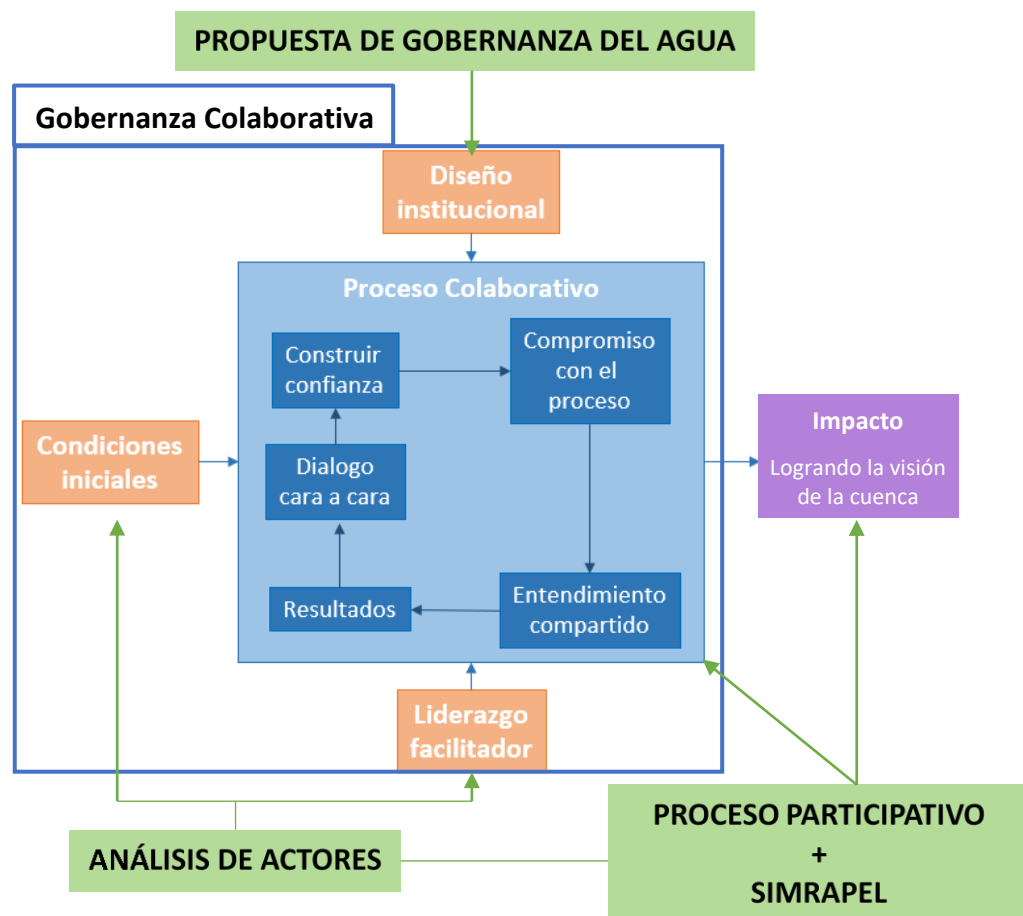 PROPUESTA DE GOBERNANZA DEL AGUA
Gobernanza Colaborativa
Diseño
institucional
Proceso Colaborativo
Construir
confianza
Compromiso
con el
proceso
Condiciones
iniciales
Dialogo
cara a cara
Impacto
Logrando la visión
de la cuenca
Resultados
Entendimiento
compartido
Liderazgo
facilitador
ANÁLISIS DE ACTORES
PROCESO PARTICIPATIVO
+
SIMRAPEL